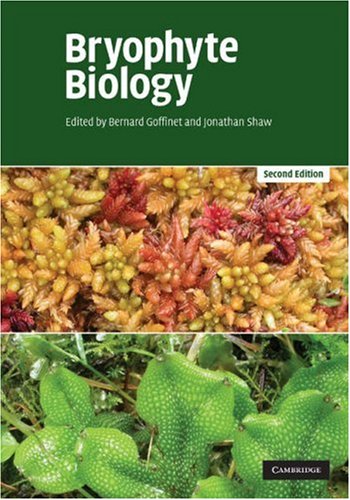 Bryophyte
Biology
Edited by Bernard Goffinet and Jonathan Shaw
Second Edition
CAMBRIDGE